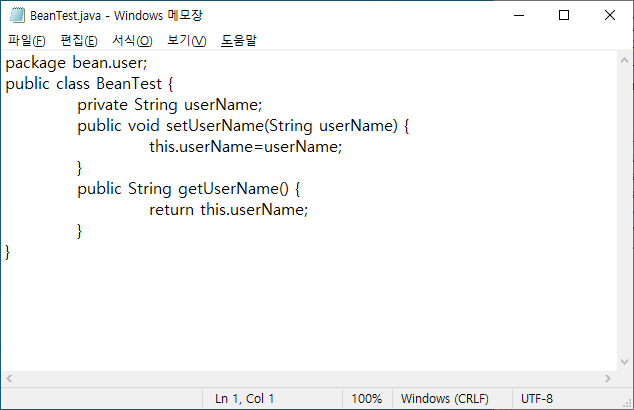 BeanTest.java - Windows 메모장
파일(F) 편집(E) 서식(O) 보기(V) 도움말
package bean.user;
public class BeanTest {
        private String userName;
        public void setUserName(String userName) {
                this.userName=userName;
        }
        public String getUserName() {
                return this.userName;
        }
}
Ln 1, Col 1 100% Windows (CRLF) UTF-8